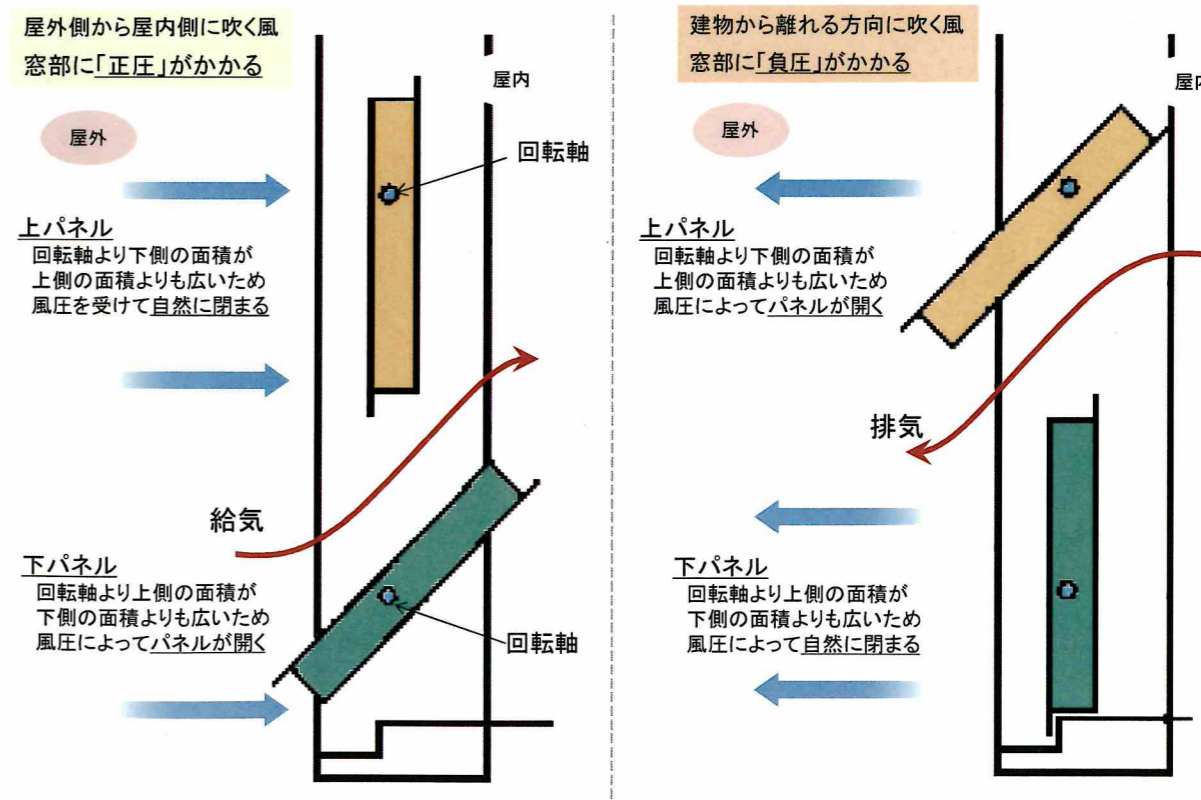 屋外側から屋内側に吹く風
窓部に「正圧」がかかる
屋内
屋外
回転軸
上パネル
回転軸より下側の面積が
上側の面積よりも広いため
風圧を受けて自然に閉まる
給気
下パネル
回転軸より上側の面積が
下側の面積よりも広いため
風圧によってパネルが開く
回転軸
建物から離れる方向に吹く風
窓部に「負圧」がかかる
屋内
屋外
上パネル
回転軸より下側の面積が
上側の面積よりも広いため
風圧によってパネルが開く
排気
下パネル
回転軸より上側の面積が
下側の面積よりも広いため
風圧によって自然に閉まる